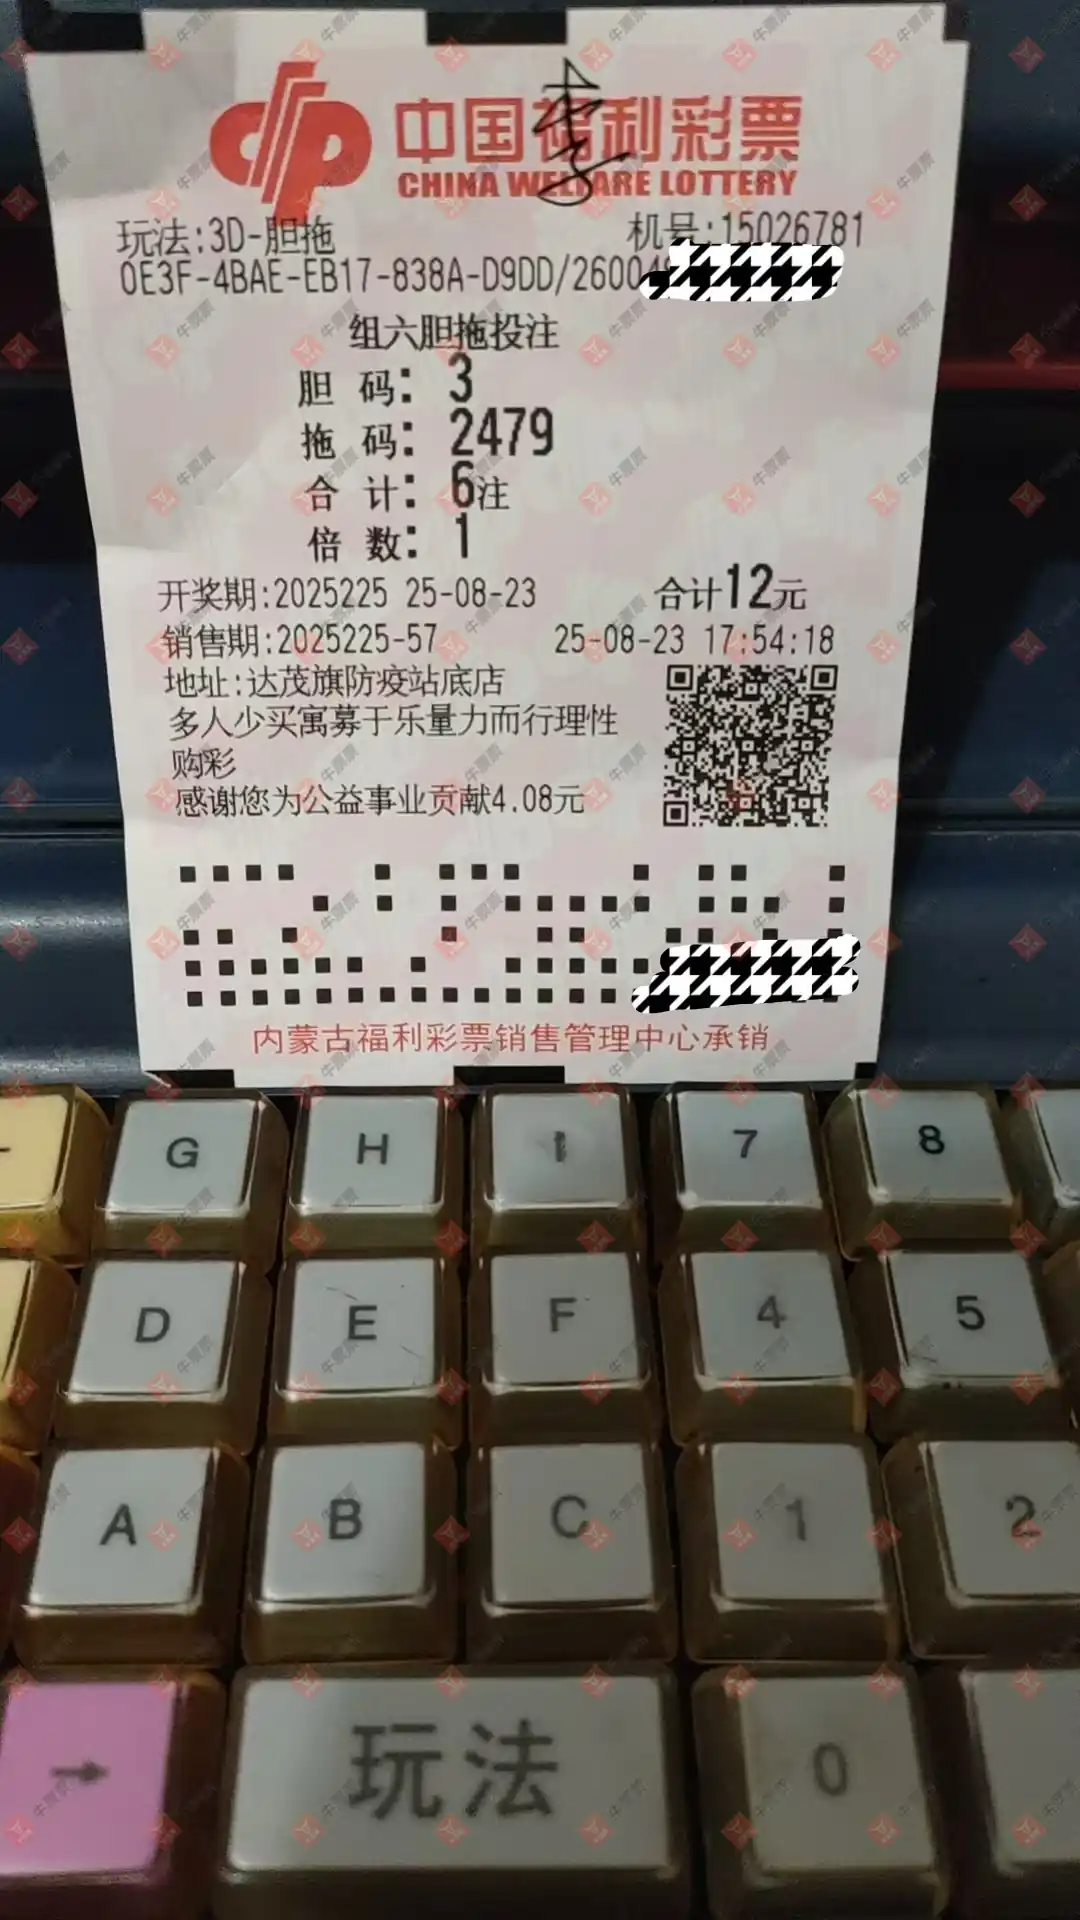 中国福利彩票
CHINA WELFARE LOTTERY
玩法:3D-胆拖 机号:15026781
0E3F-4BAE-EB17-838A-D9DD/26004
组六胆拖投注
胆 码: 3
拖 码: 2479
合 计: 6注
倍 数: 1
开奖期:2025225 25-08-23 合计12元
销售期:2025225-57 25-08-23 17:54:18
地址:达茂旗防疫站底店
多人少买寓募于乐量力而行理性
购彩
感谢您为公益事业贡献4.08元
内蒙古福利彩票销售管理中心承销
G H I 7 8
D E F 4 5
A B C 1 2
→ 玩法 0
牛票票